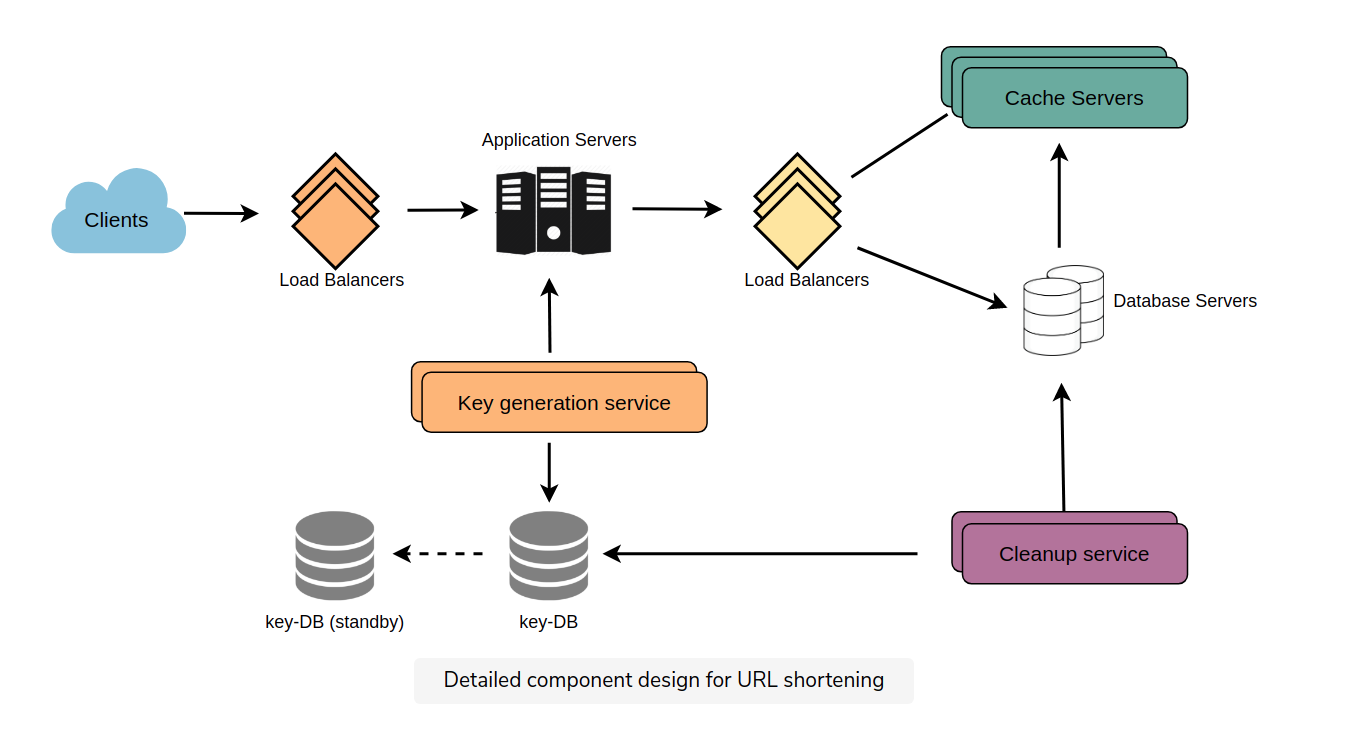 Cache Servers
Application Servers
Clients
Load Balancers
Load Balancers
Database Servers
Key generation service
Cleanup service
key-DB (standby)
key-DB
Detailed component design for URL shortening